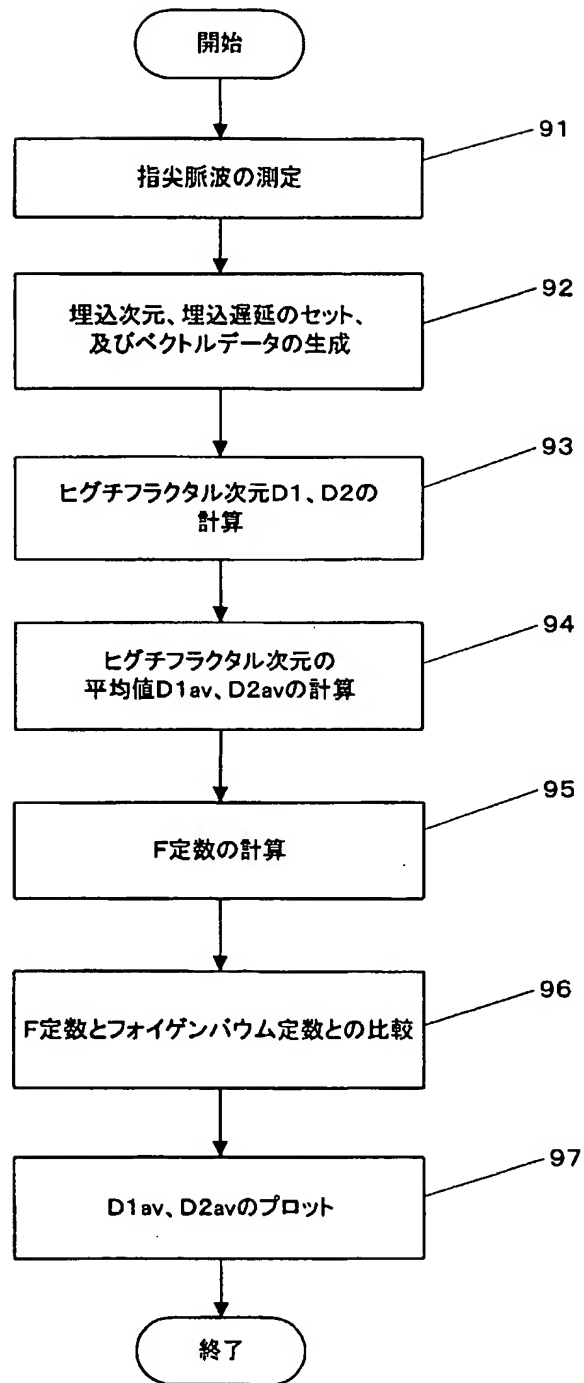 開始
91
指尖脈波の測定
92
埋込次元、埋込遅延のセット、
及びベクトルデータの生成
93
ヒグチフラクタル次元D1、D2の
計算
94
ヒグチフラクタル次元の
平均値D1av、D2avの計算
95
F定数の計算
96
F定数とフォイゲンバウム定数との比較
97
D1av、D2avのプロット
終了